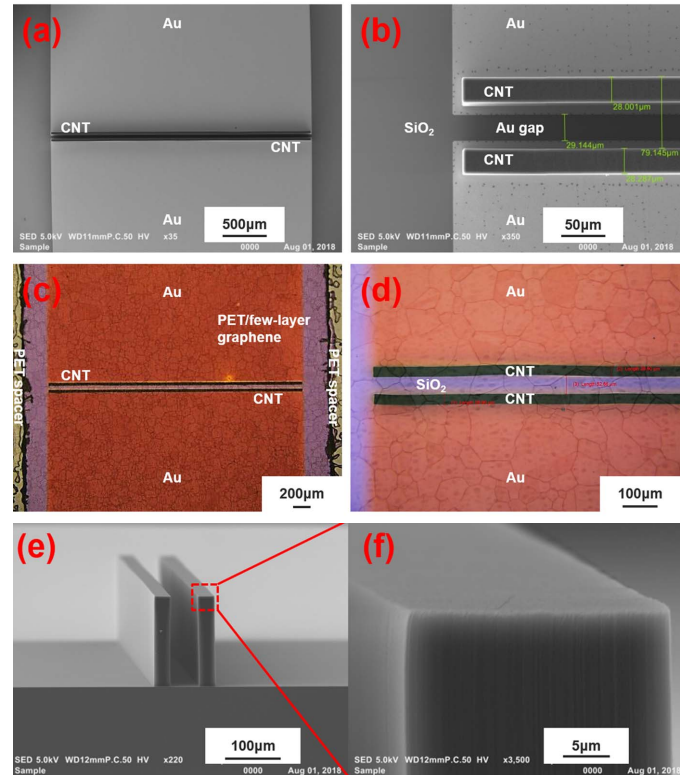 (a)
Au
CNT
CNT
Au
500μm
SED 5.0kV WD11mmP.C.50 HV x35
Sample 0000 Aug 01, 2018
(b)
Au
CNT
28.001μm
SiO2
Au gap
29.144μm
79.145μm
CNT
Au
50μm
SED 5.0kV WD11mmP.C.50 HV x350
Sample 0000 Aug 01, 2018
(c)
Au
PET/few-layer
graphene
PET spacer
PET spacer
CNT
CNT
Au
200μm
(d)
Au
CNT
SiO2
CNT
Au
100μm
(e)
100μm
SED 5.0kV WD12mmP.C.50 HV x220
Sample 0000 Aug 01, 2018
(f)
5μm
SED 5.0kV WD12mmP.C.50 HV x3,500
Sample 0000 Aug 01, 2018